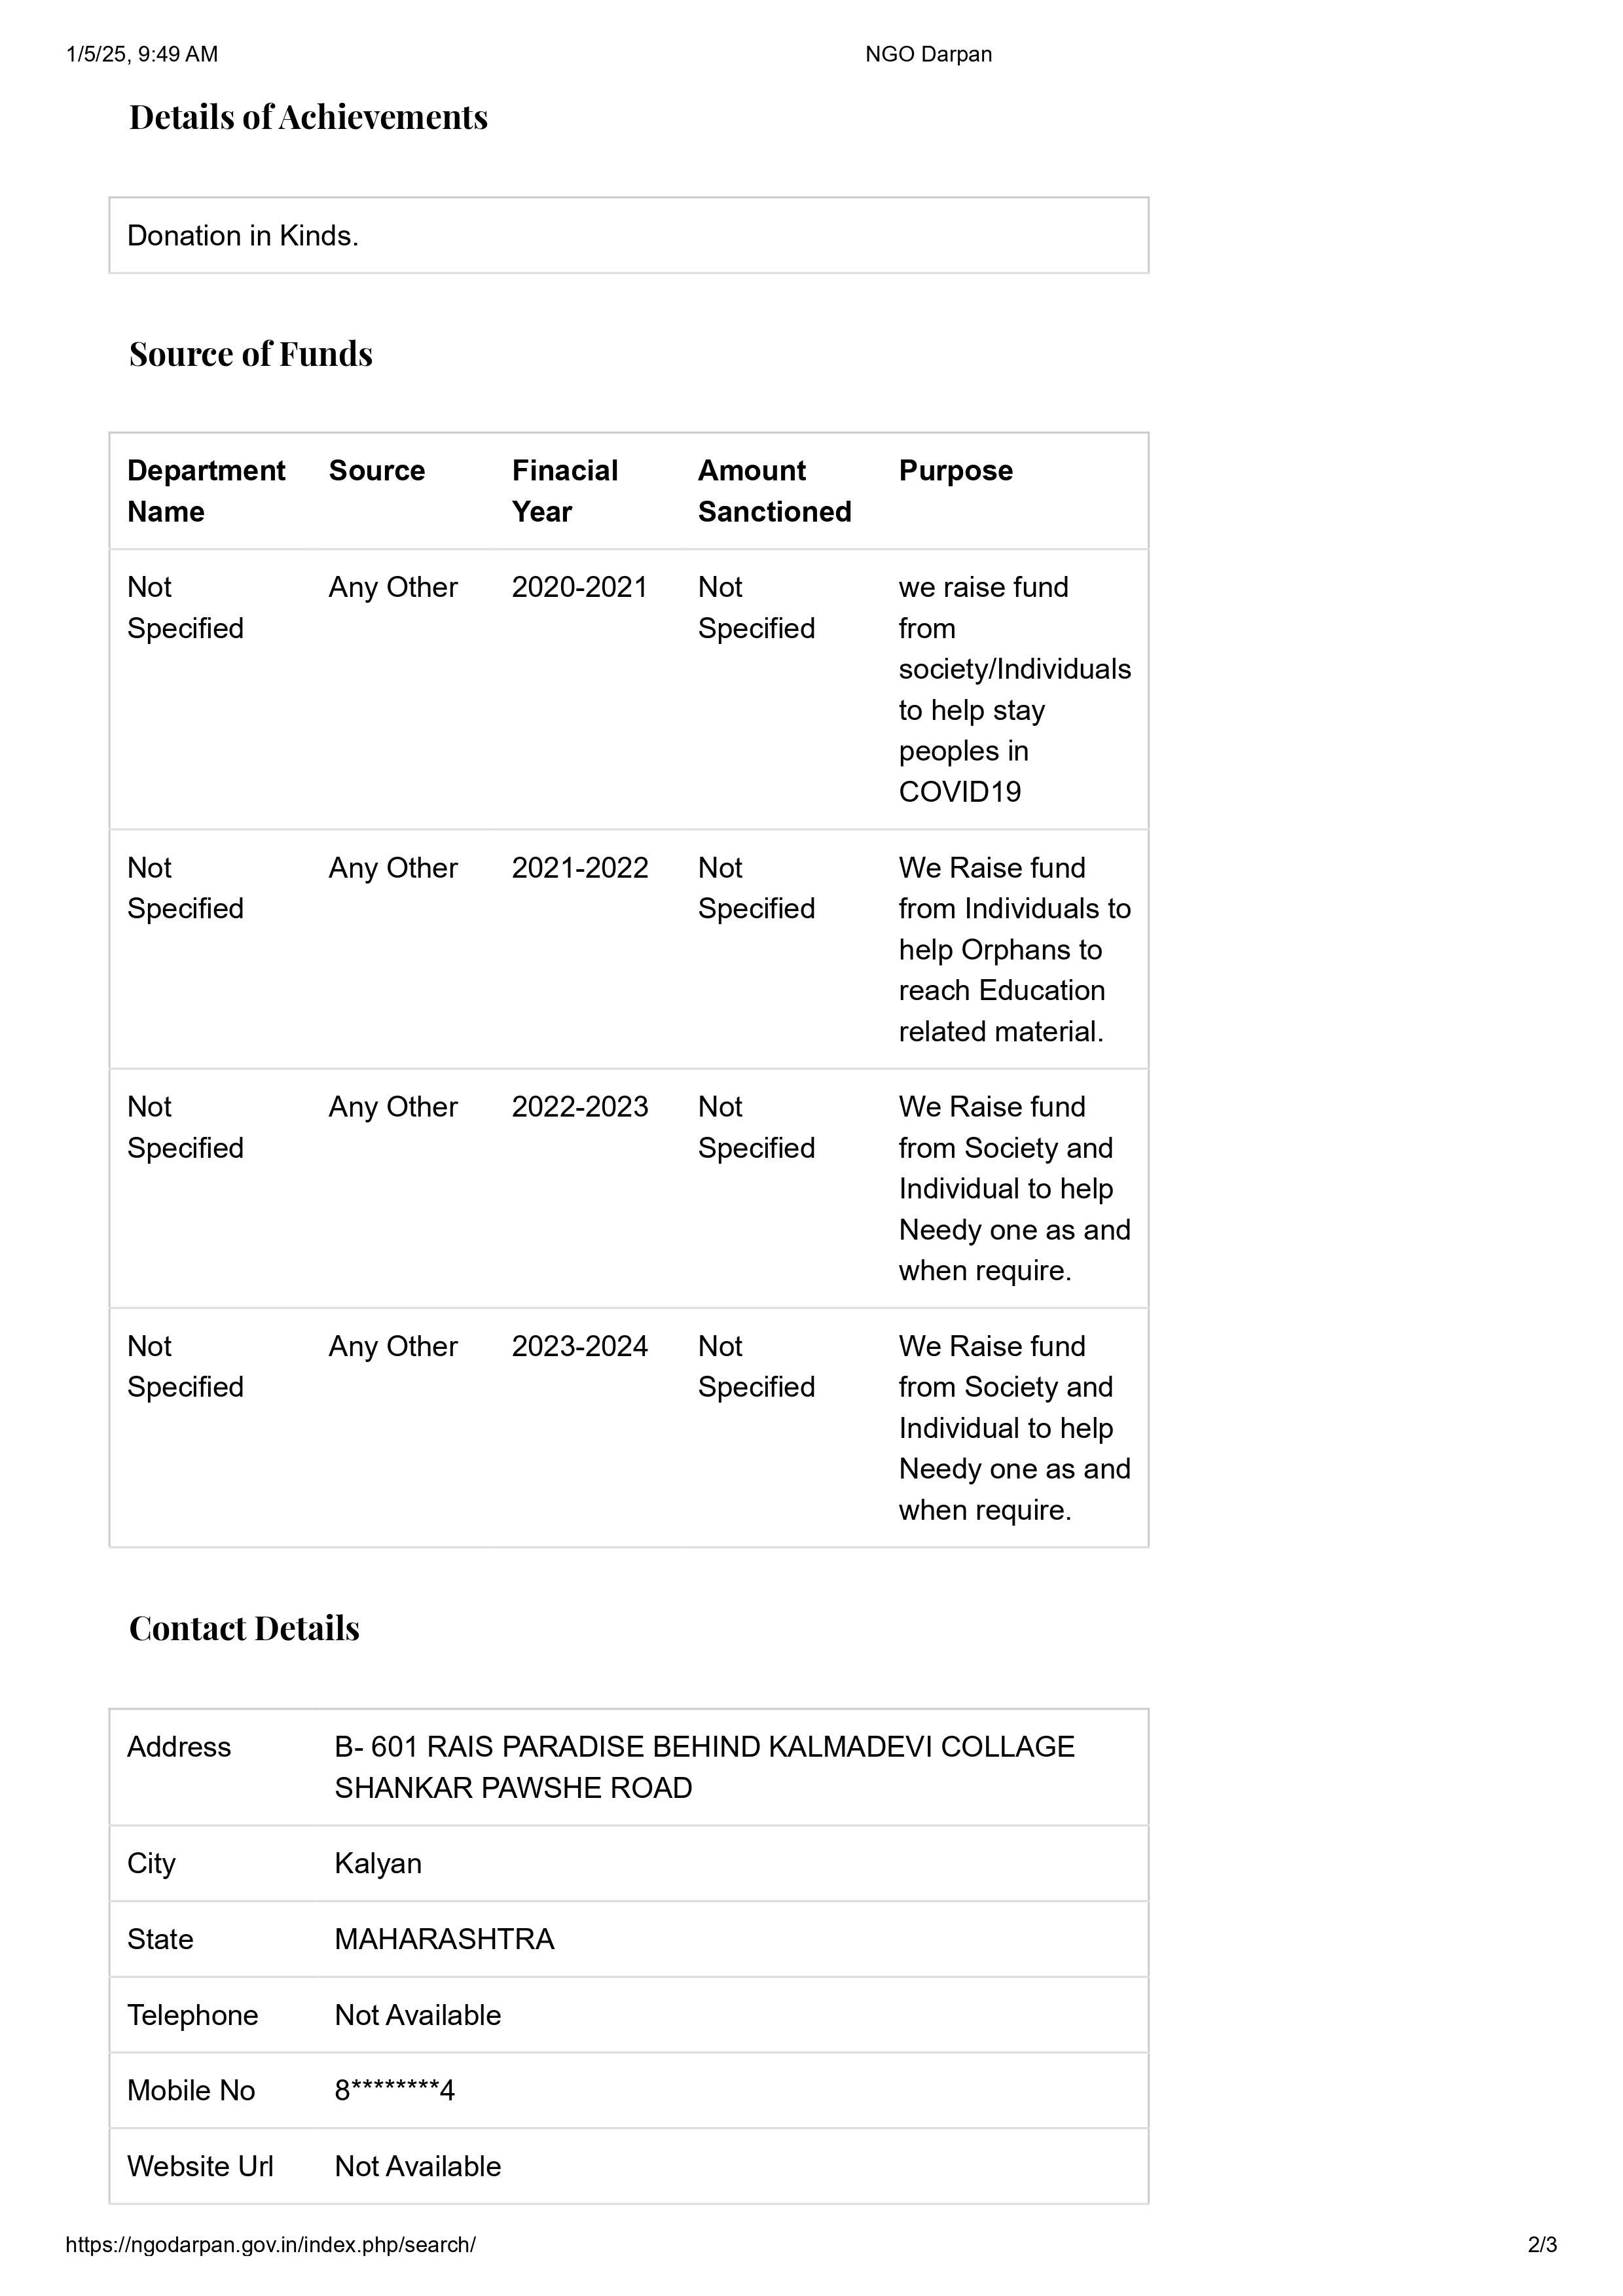 1/5/25, 9:49 AM NGO Darpan
Details of Achievements
Donation in Kinds.
Source of Funds
Department Source Finacial Amount Purpose
Name Year Sanctioned
Not Any Other 2020-2021 Not we raise fund
Specified Specified from
society/Individuals
to help stay
peoples in
COVID19
Not Any Other 2021-2022 Not We Raise fund
Specified Specified from Individuals to
help Orphans to
reach Education
related material.
Not Any Other 2022-2023 Not We Raise fund
Specified Specified from Society and
Individual to help
Needy one as and
when require.
Not Any Other 2023-2024 Not We Raise fund
Specified Specified from Society and
Individual to help
Needy one as and
when require.
Contact Details
Address B- 601 RAIS PARADISE BEHIND KALMADEVI COLLAGE
SHANKAR PAWSHE ROAD
City Kalyan
State MAHARASHTRA
Telephone Not Available
Mobile No 8********4
Website Url Not Available
https://ngodarpan.gov.in/index.php/search/ 2/3